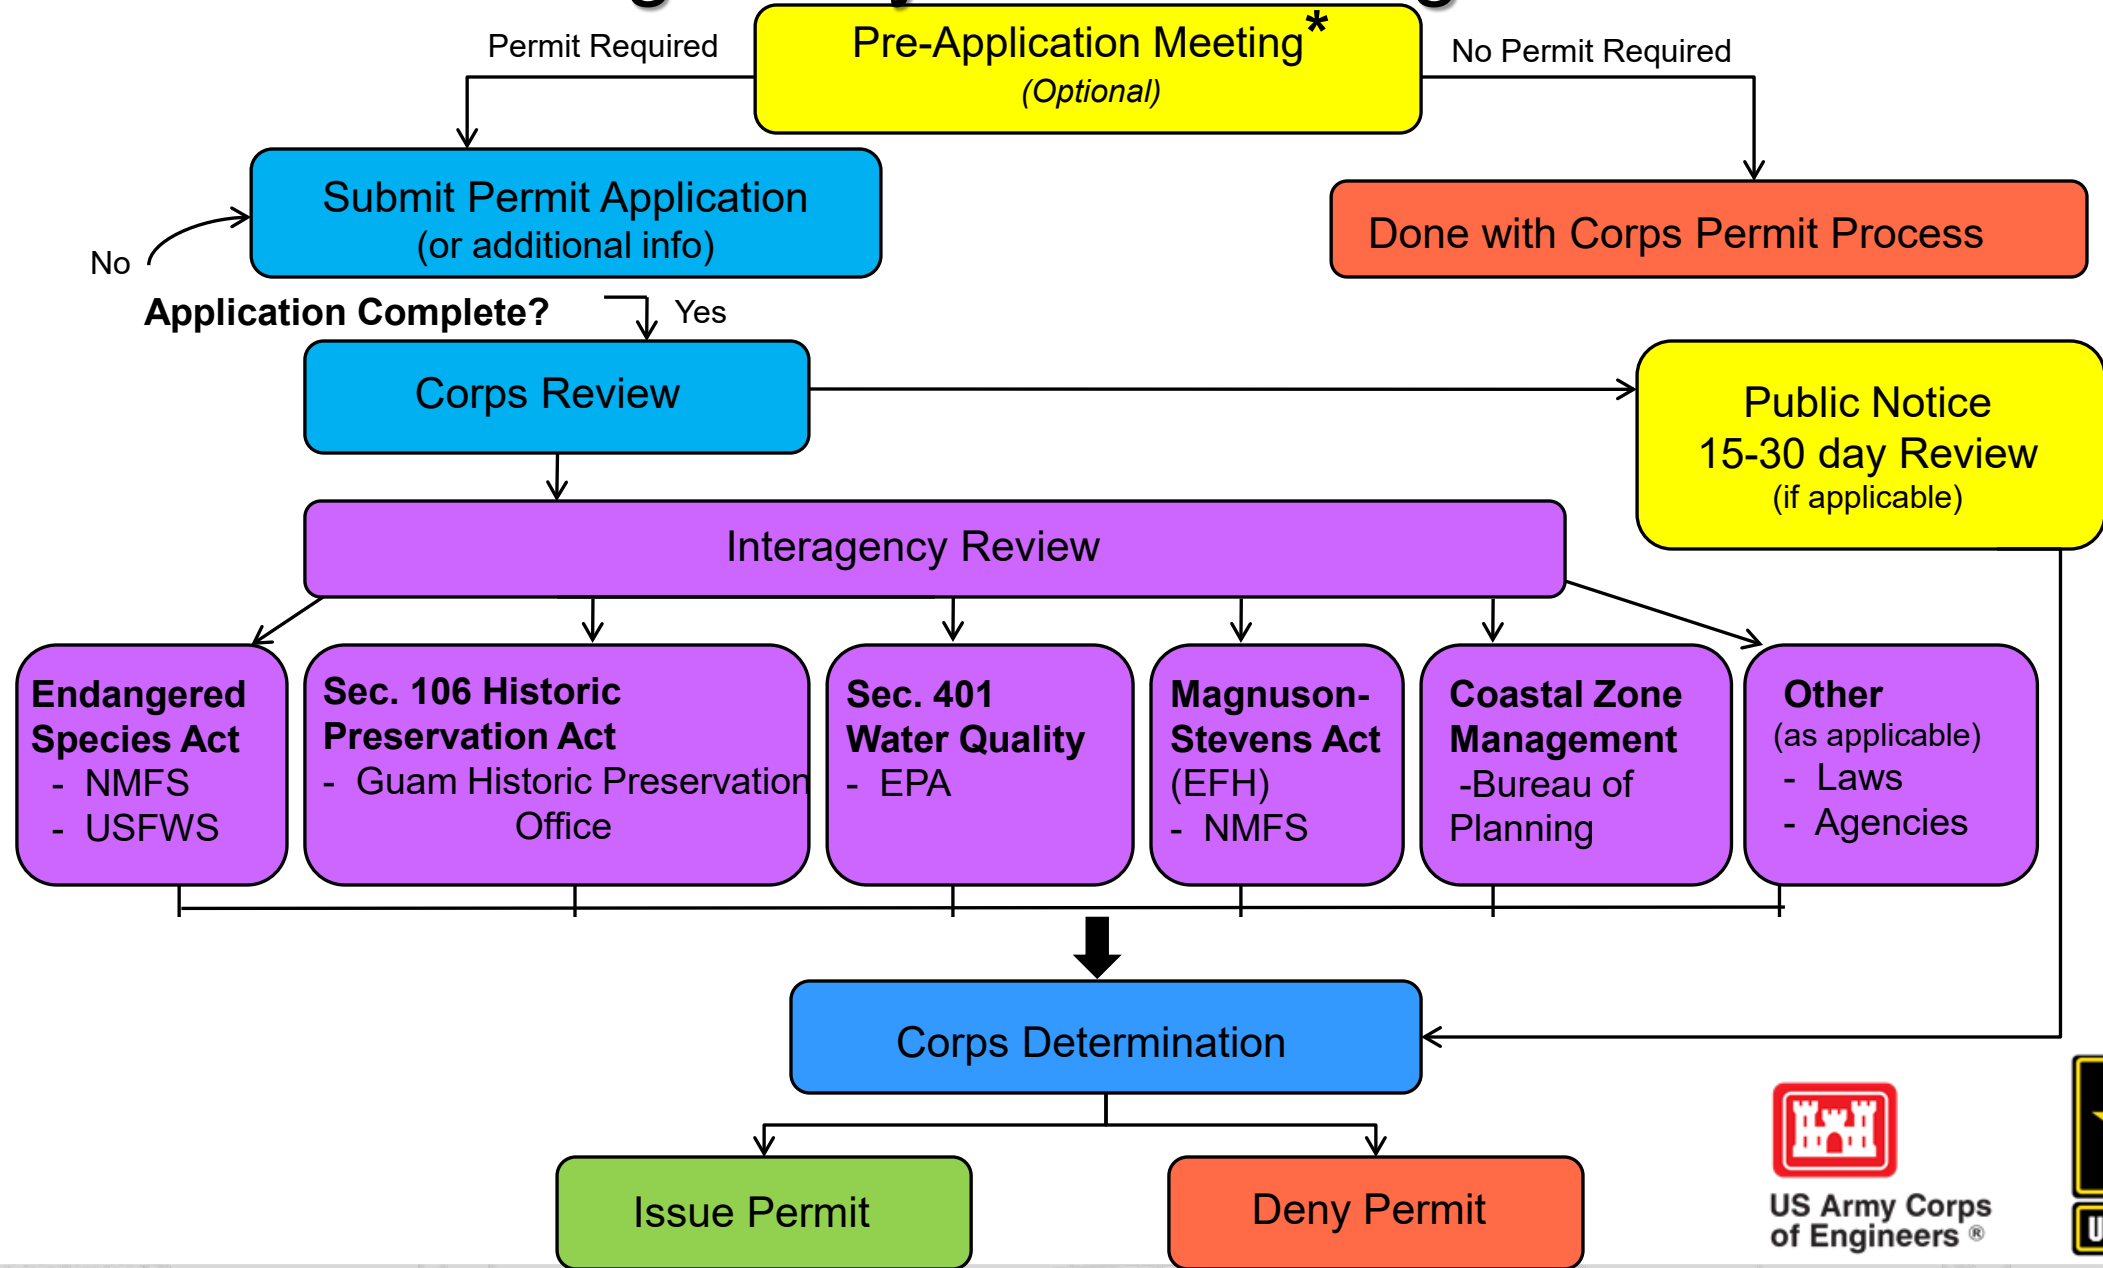 Pre-Application Meeting*
(Optional)
Permit Required
No Permit Required
Submit Permit Application
(or additional info)
Done with Corps Permit Process
No
Application Complete?
Yes
Corps Review
Public Notice
15-30 day Review
(if applicable)
Interagency Review
Endangered
Species Act
- NMFS
- USFWS
Sec. 106 Historic
Preservation Act
- Guam Historic Preservation
Office
Sec. 401
Water Quality
- EPA
Magnuson-
Stevens Act
(EFH)
- NMFS
Coastal Zone
Management
-Bureau of
Planning
Other
(as applicable)
- Laws
- Agencies
Corps Determination
Issue Permit
Deny Permit
US Army Corps
of Engineers ®